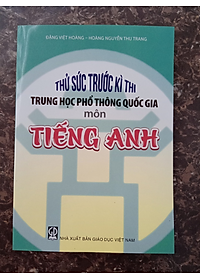 ĐẶNG VIỆT HOÀNG - HOÀNG NGUYỄN THU TRANG
THỬ SỨC TRƯỚC KÌ THI
TRUNG HỌC PHỔ THÔNG QUỐC GIA
môn
TIẾNG ANH
NHÀ XUẤT BẢN GIÁO DỤC VIỆT NAM